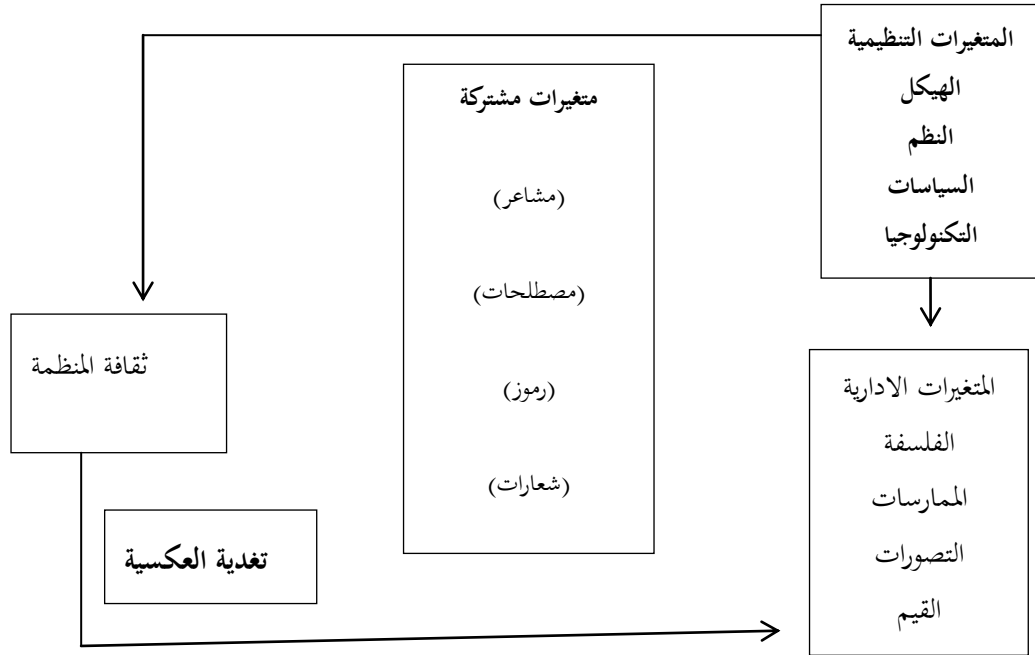 المتغيرات التنظيمية
الهيكل
النظم
السياسات
التكنولوجيا
متغيرات مشتركة
(مشاعر)
(مصطلحات)
(رموز)
(شعارات)
ثقافة المنظمة
المتغيرات الادارية
الفلسفة
الممارسات
التصورات
القيم
تغدية العكسية